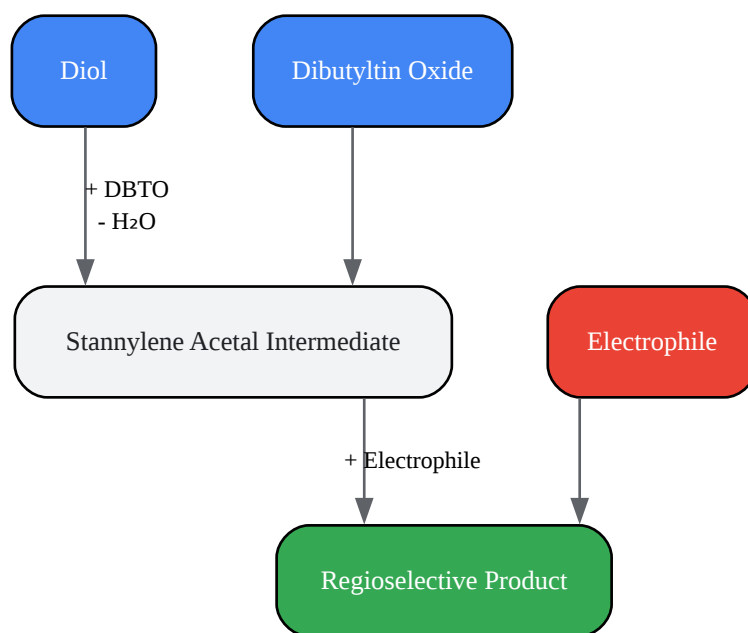 Diol
Dibutyltin Oxide
+ DBTO
- H₂O
Stannylene Acetal Intermediate
Electrophile
+ Electrophile
Regioselective Product